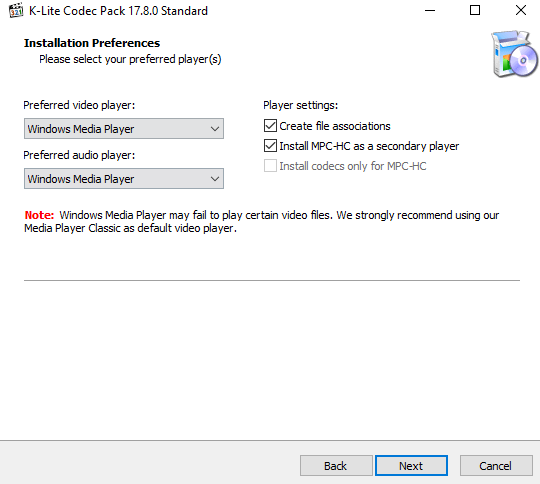 K-Lite Codec Pack 17.8.0 Standard
Installation Preferences
Please select your preferred player(s)
Preferred video player:
Windows Media Player
Preferred audio player:
Windows Media Player
Player settings:
Create file associations
Install MPC-HC as a secondary player
Install codecs only for MPC-HC
Note: Windows Media Player may fail to play certain video files. We strongly recommend using our
Media Player Classic as default video player.
Back
Next
Cancel